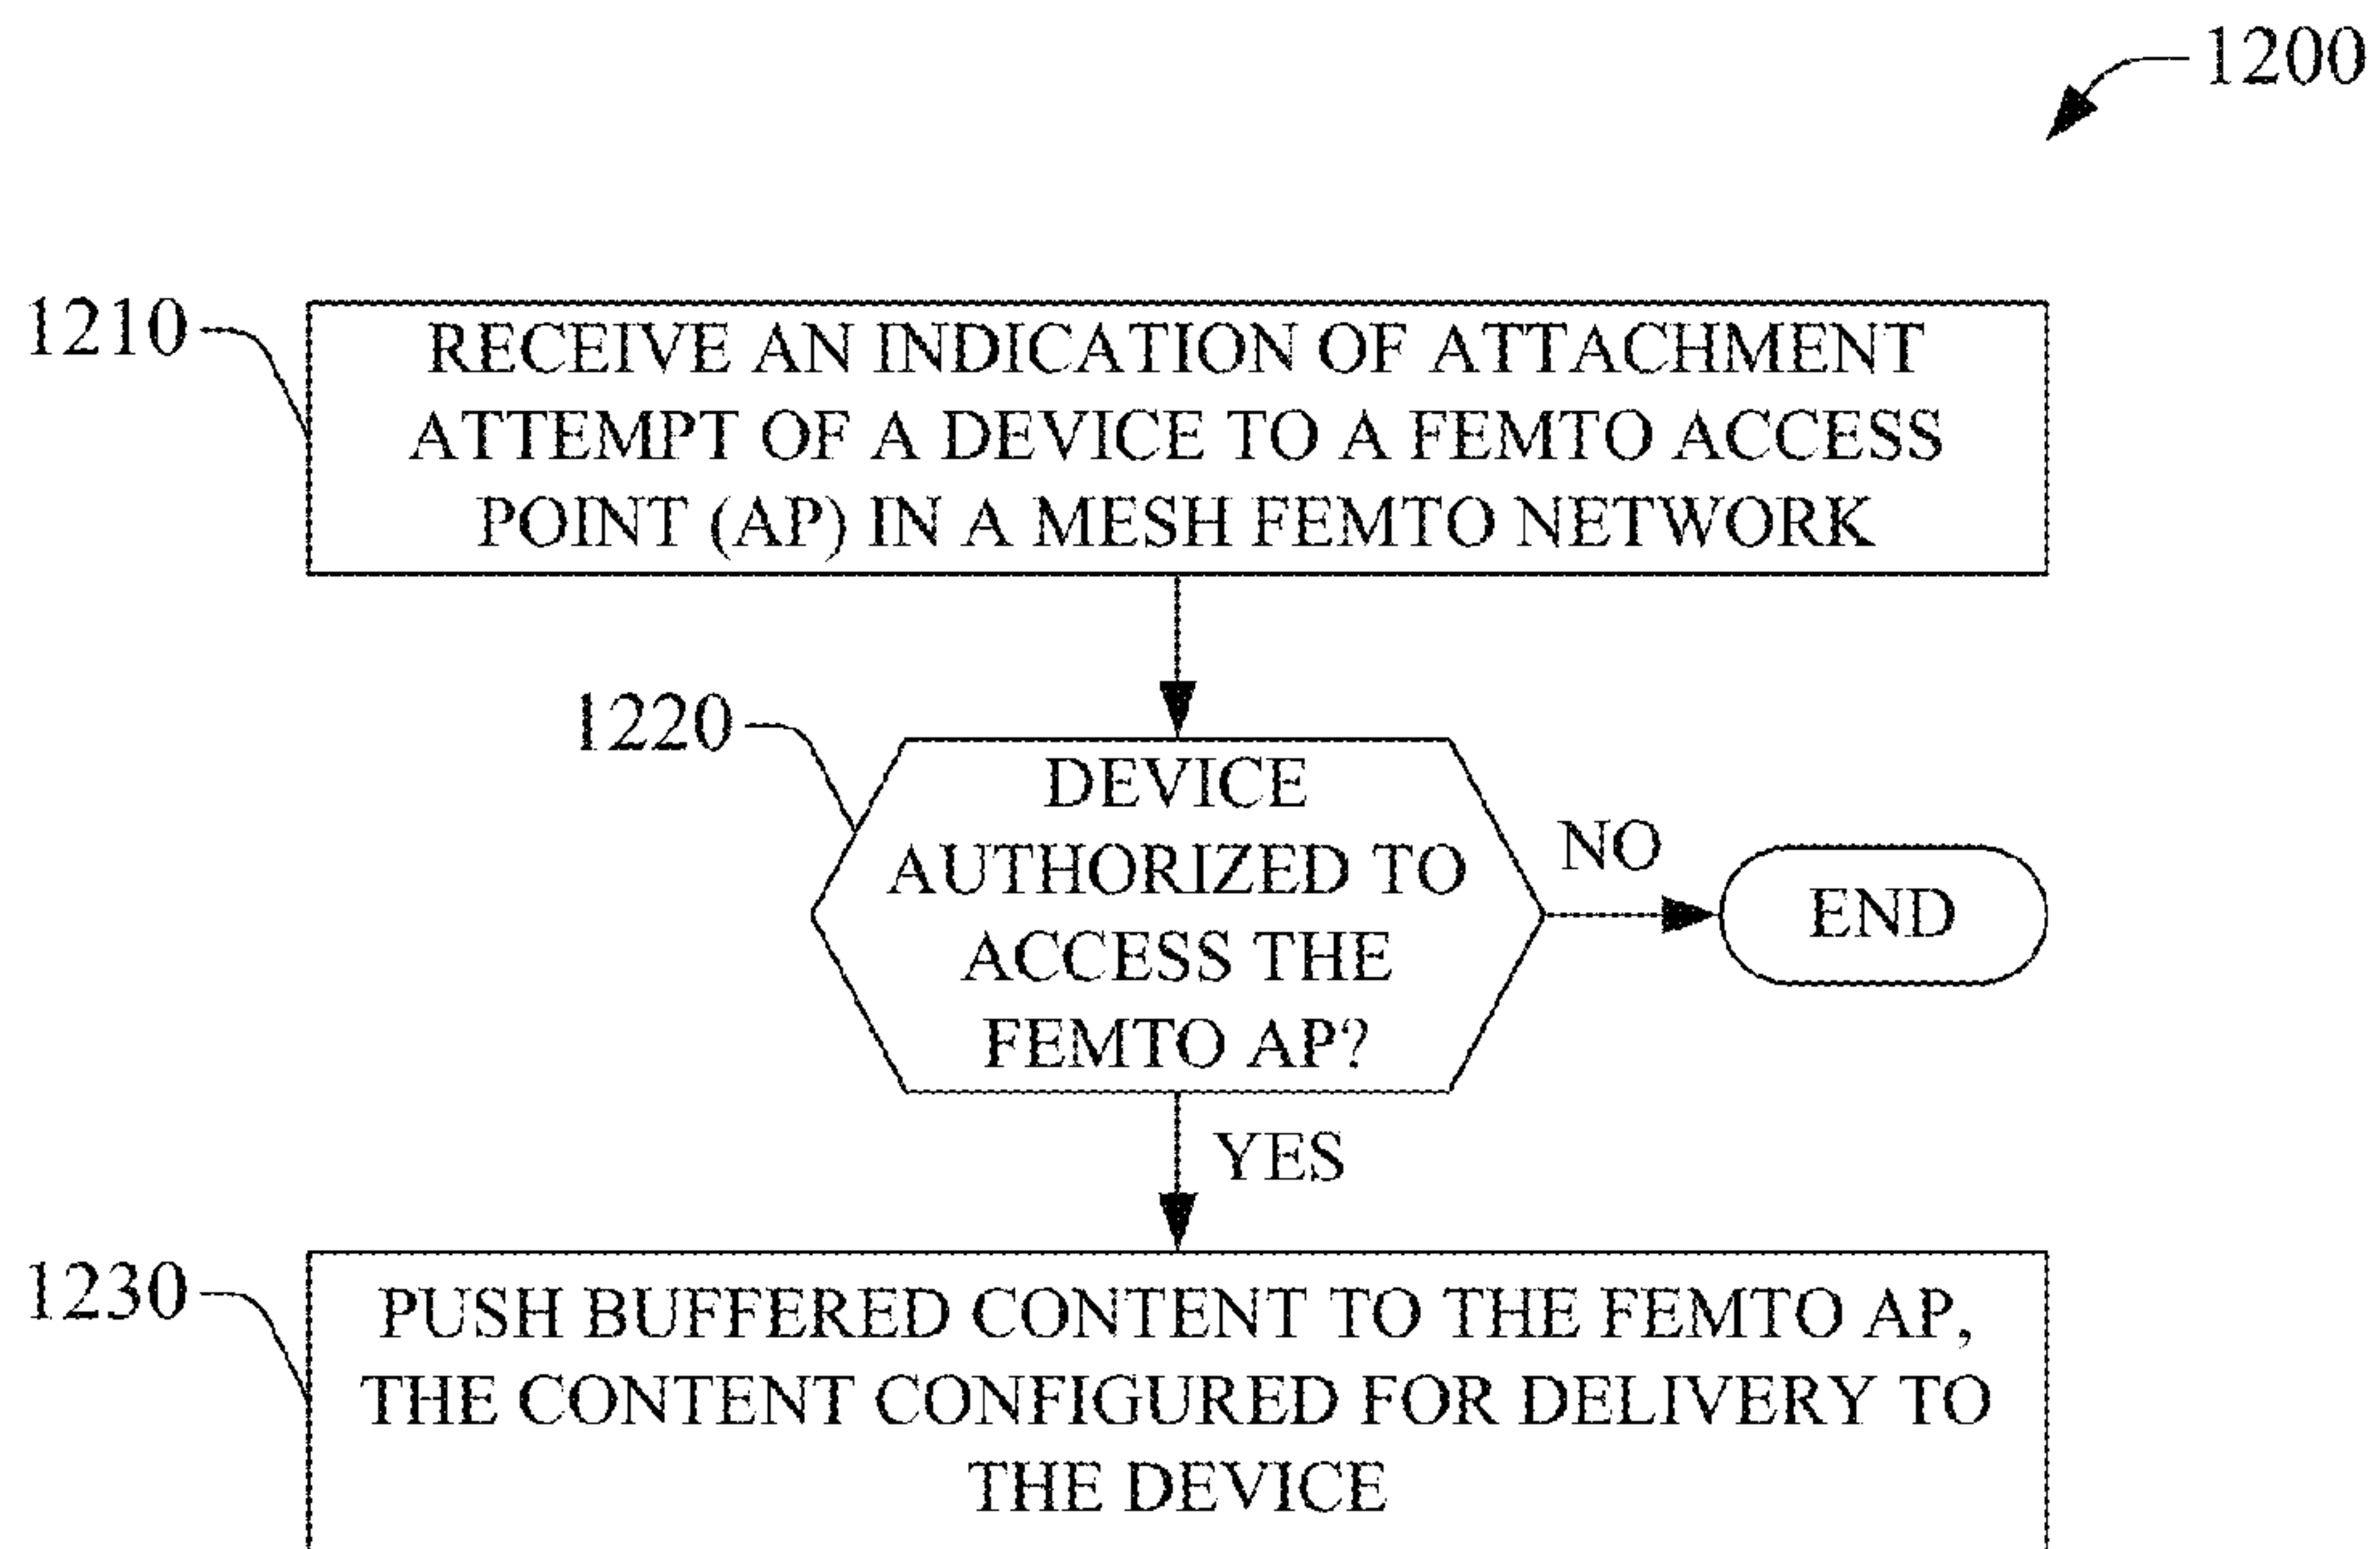 1200
1210
RECEIVE AN INDICATION OF ATTACHMENT
ATTEMPT OF A DEVICE TO A FEMTO ACCESS
POINT (AP) IN A MESH FEMTO NETWORK
1220
DEVICE
AUTHORIZED TO
ACCESS THE
FEMTO AP?
NO
END
YES
1230
PUSH BUFFERED CONTENT TO THE FEMTO AP,
THE CONTENT CONFIGURED FOR DELIVERY TO
THE DEVICE